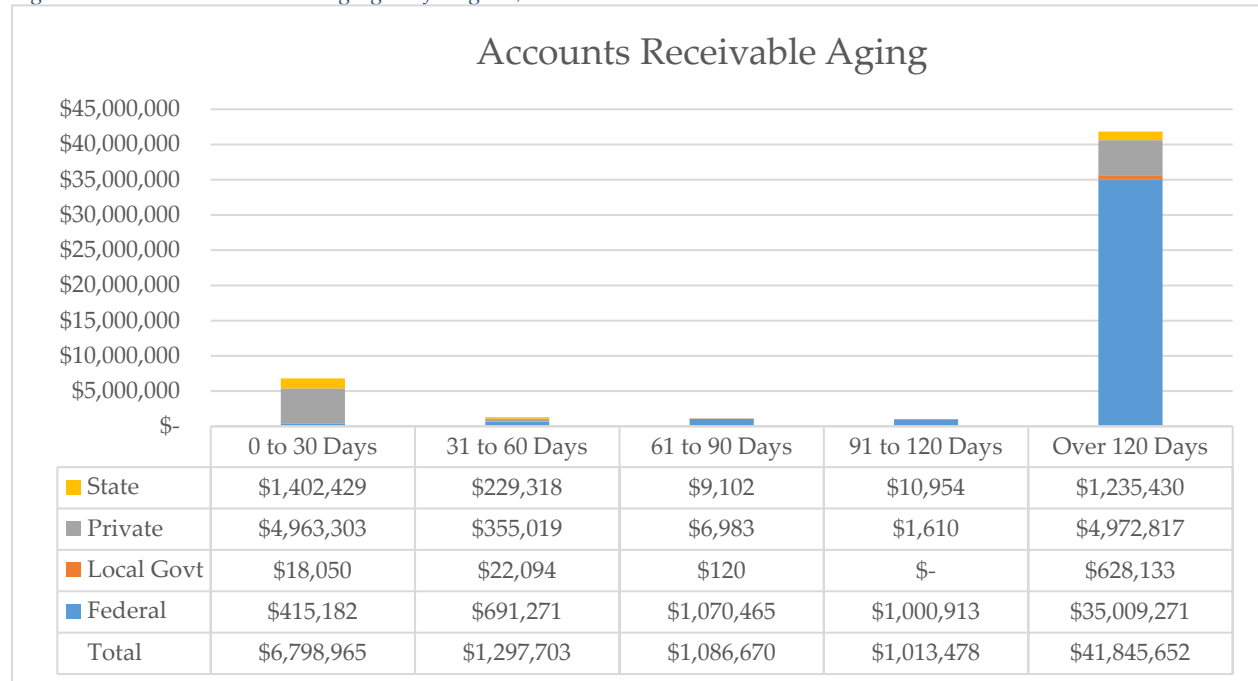 Accounts Receivable Aging
$45,000,000
$40,000,000
$35,000,000
$30,000,000
$25,000,000
$20,000,000
$15,000,000
$10,000,000
$5,000,000
$-
0 to 30 Days 31 to 60 Days 61 to 90 Days 91 to 120 Days Over 120 Days
State $1,402,429 $229,318 $9,102 $10,954 $1,235,430
Private $4,963,303 $355,019 $6,983 $1,610 $4,972,817
Local Govt $18,050 $22,094 $120 $- $628,133
Federal $415,182 $691,271 $1,070,465 $1,000,913 $35,009,271
Total $6,798,965 $1,297,703 $1,086,670 $1,013,478 $41,845,652